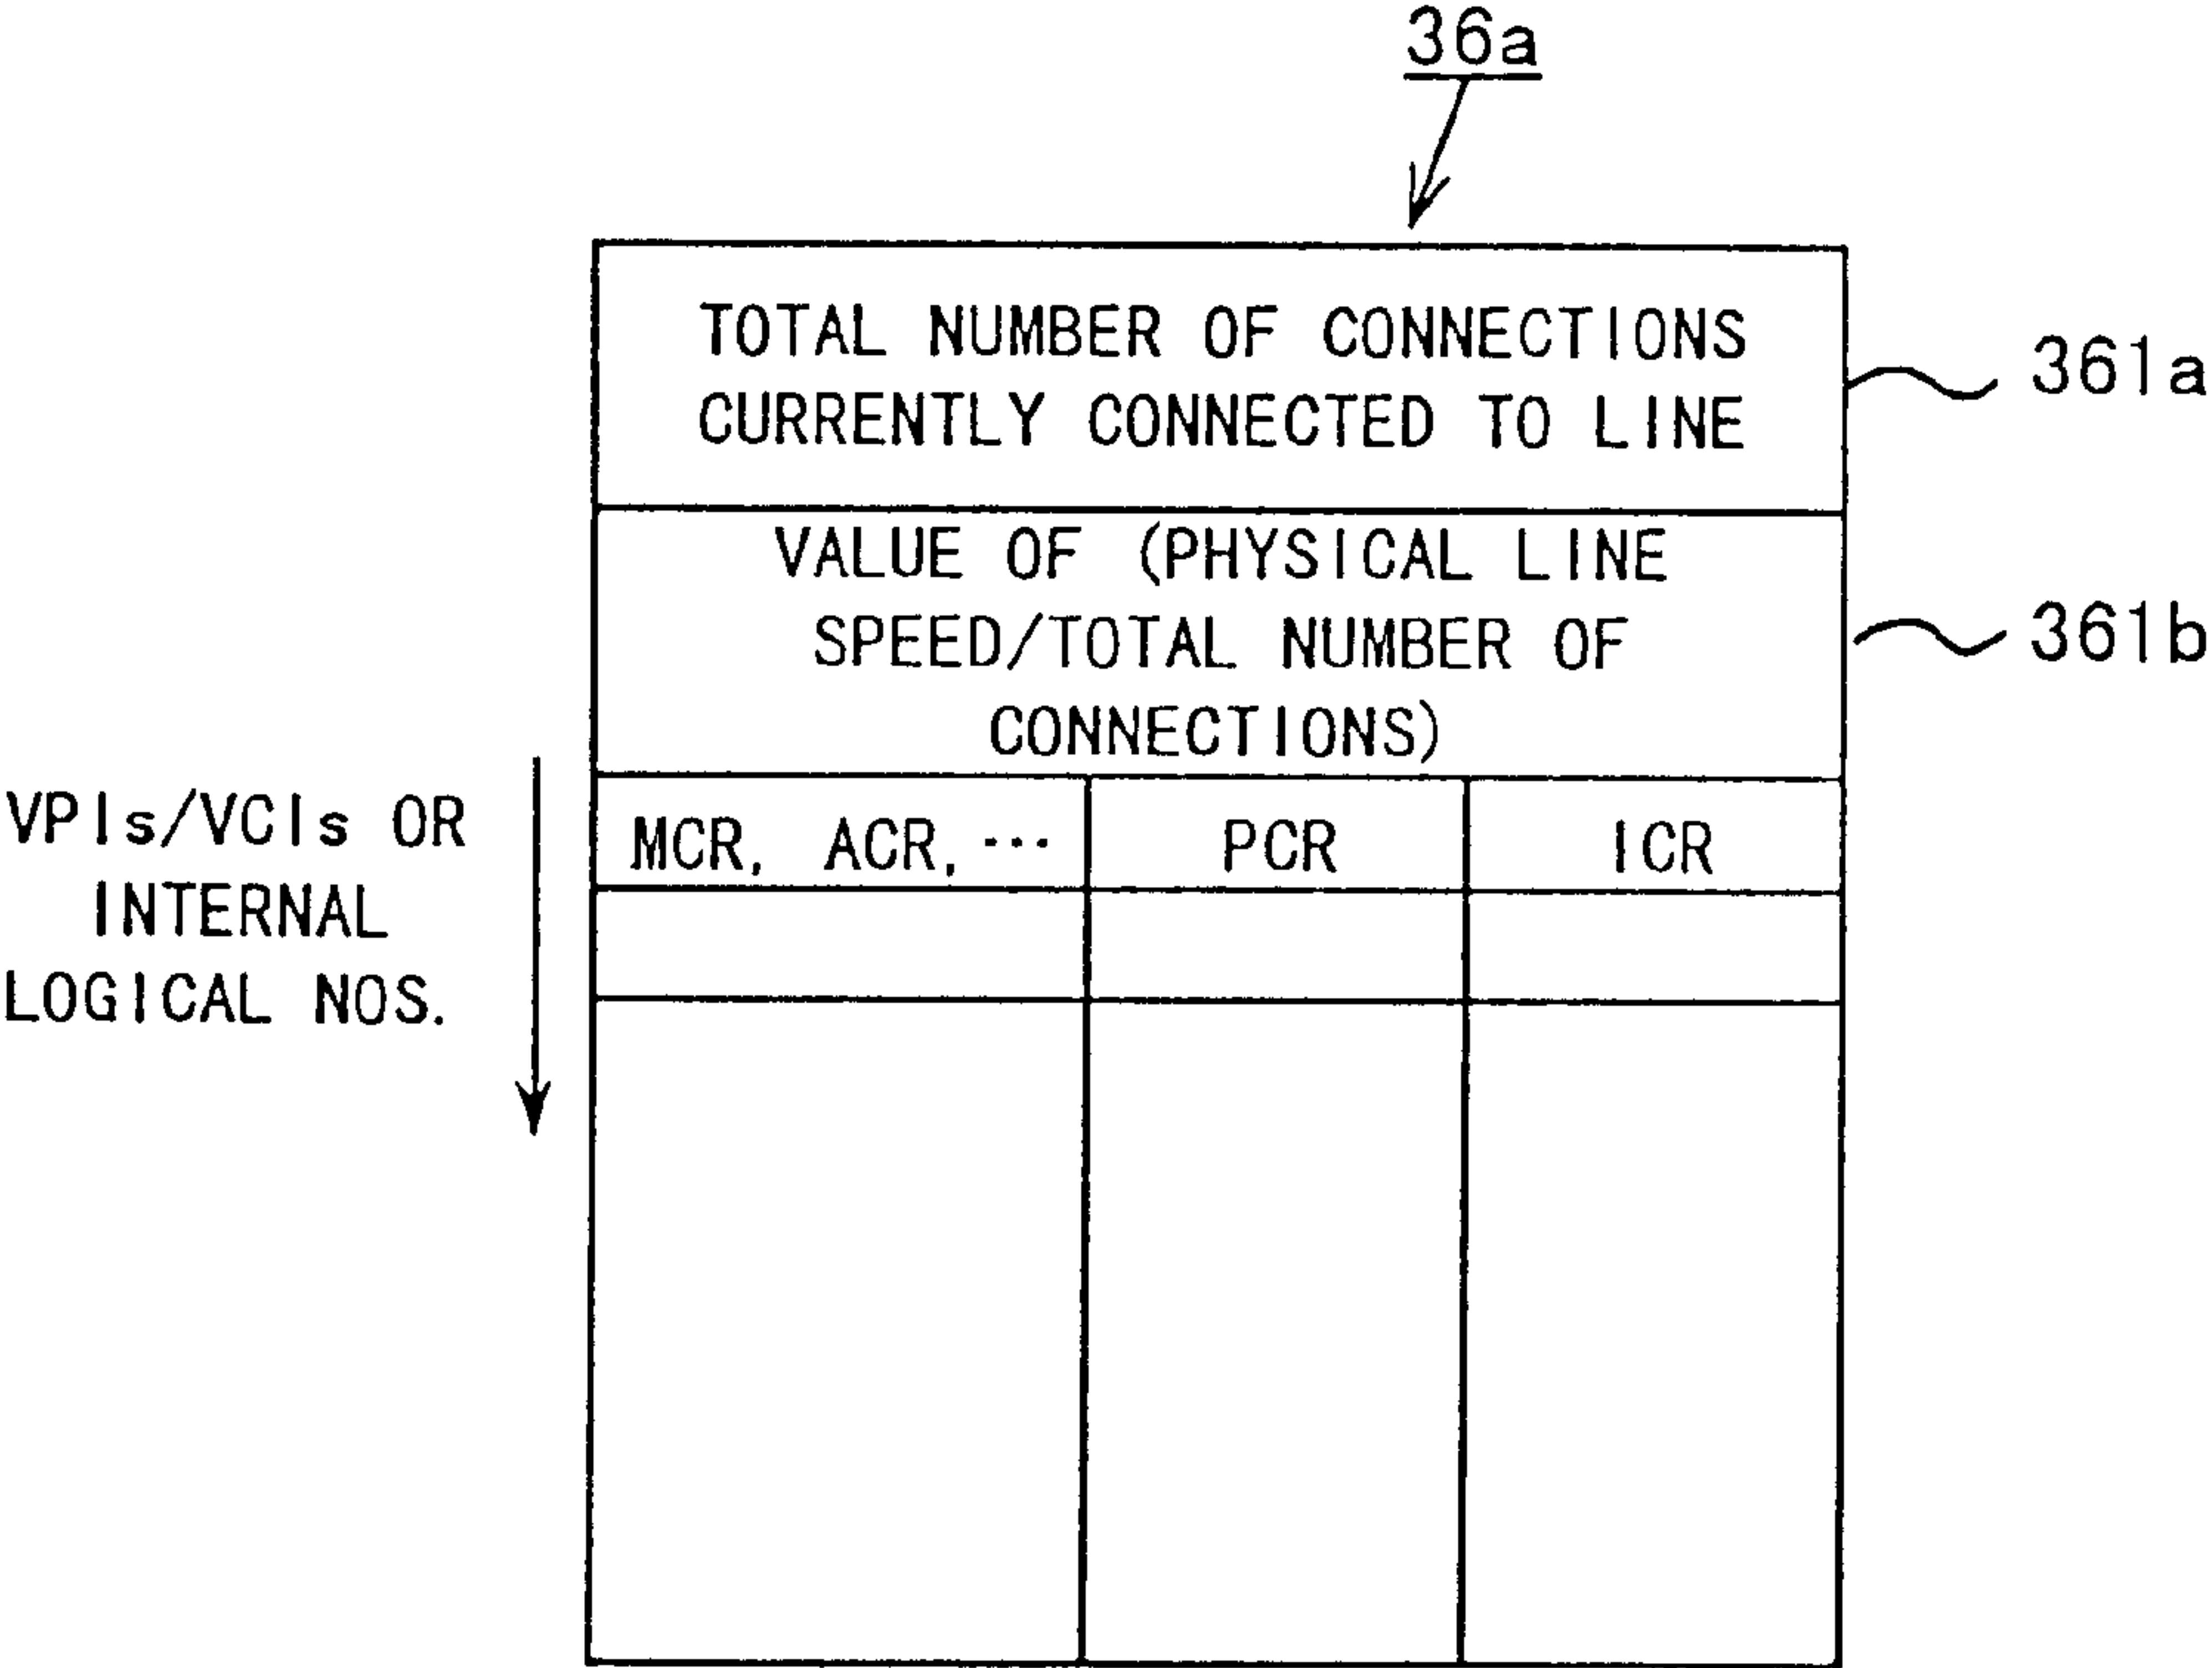 36a
TOTAL NUMBER OF CONNECTIONS
CURRENTLY CONNECTED TO LINE
361a
VALUE OF (PHYSICAL LINE
SPEED/TOTAL NUMBER OF
CONNECTIONS)
361b
VPIs/VCIs OR
INTERNAL
LOGICAL NOS.
MCR, ACR, ··· PCR ICR